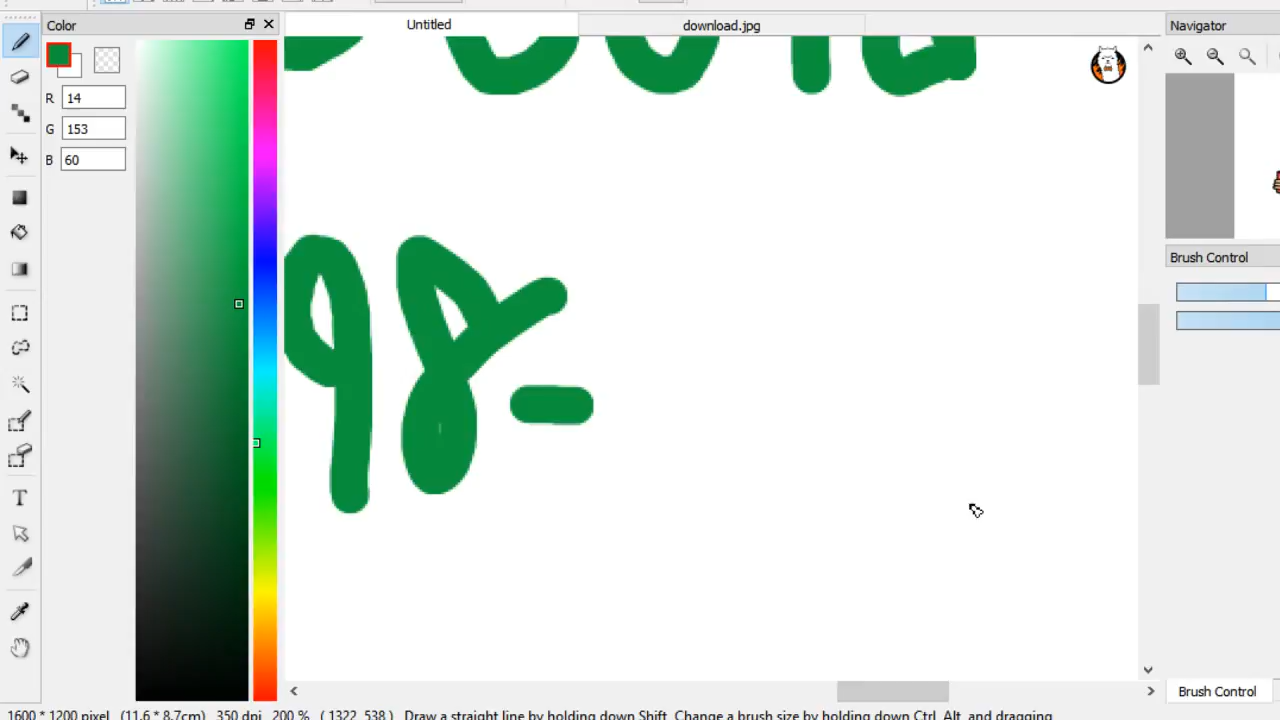 Color
Untitled
download.jpg
Navigator
R 14
G 153
B 60
98-
Brush Control
T
Brush Control
1600 * 1200 pixel (11.6 * 8.7cm) 350 dpi 200 % ( 1322, 538 ) Draw a straight line by holding down Shift, Change a brush size by holding down Ctrl, Alt, and dragging